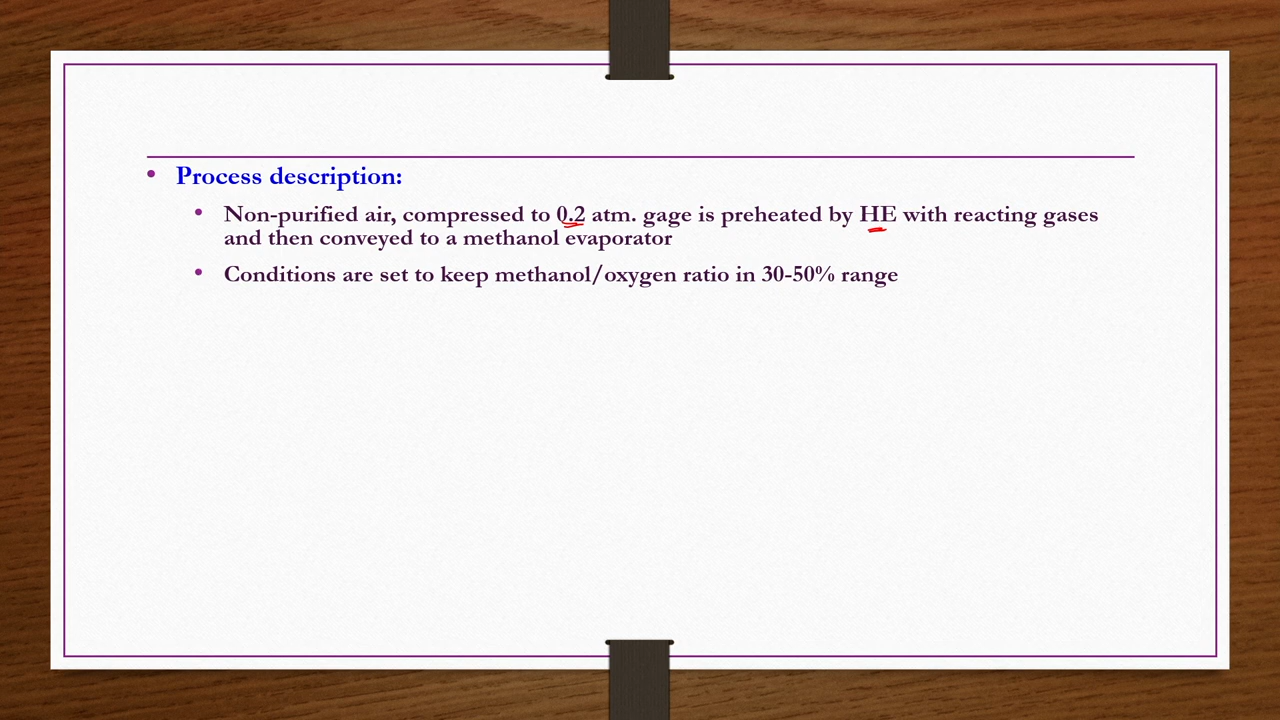 • Process description:
• Non-purified air, compressed to 0.2 atm. gage is preheated by HE with reacting gases
and then conveyed to a methanol evaporator
• Conditions are set to keep methanol/oxygen ratio in 30-50% range